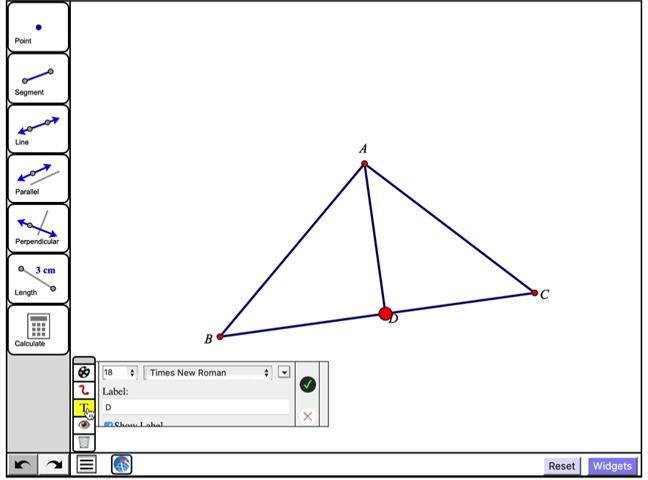 Point
Segment
Line
Parallel
Perpendicular
3 cm
Length
Calculate
A
B
C
D
18 Times New Roman
Label:
D
Show Label
T
Reset Widgets